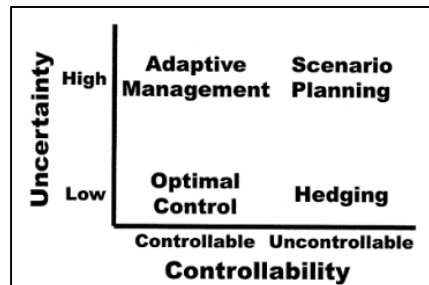 Uncertainty
High
Adaptive
Management
Scenario
Planning
Low
Optimal
Control
Hedging
Controllable
Uncontrollable
Controllability